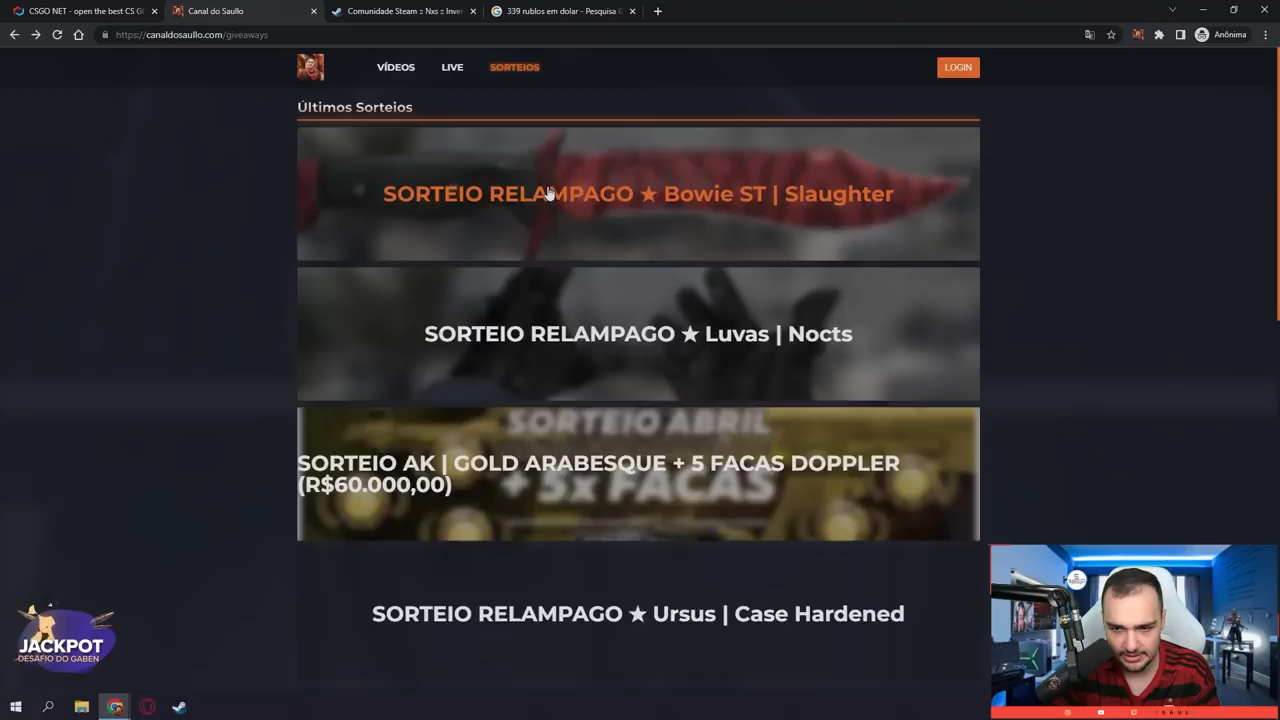 CSGO NET - open the best CS G
Canal do Saullo
Comunidade Steam :: Nxs :: Inve
339 rublos em dolar - Pesquisa G
https://canaldosaullo.com/giveaways
Anônima
VÍDEOS
LIVE
SORTEIOS
LOGIN
Últimos Sorteios
SORTEIO RELAMPAGO ★ Bowie ST | Slaughter
SORTEIO RELAMPAGO ★ Luvas | Nocts
SORTEIO ABRIL
SORTEIO AK | GOLD ARABESQUE + 5 FACAS DOPPLER
(R$60.000,00)
+ 5x FACAS
SORTEIO RELAMPAGO ★ Ursus | Case Hardened
JACKPOT
DESAFIO DO GABEN